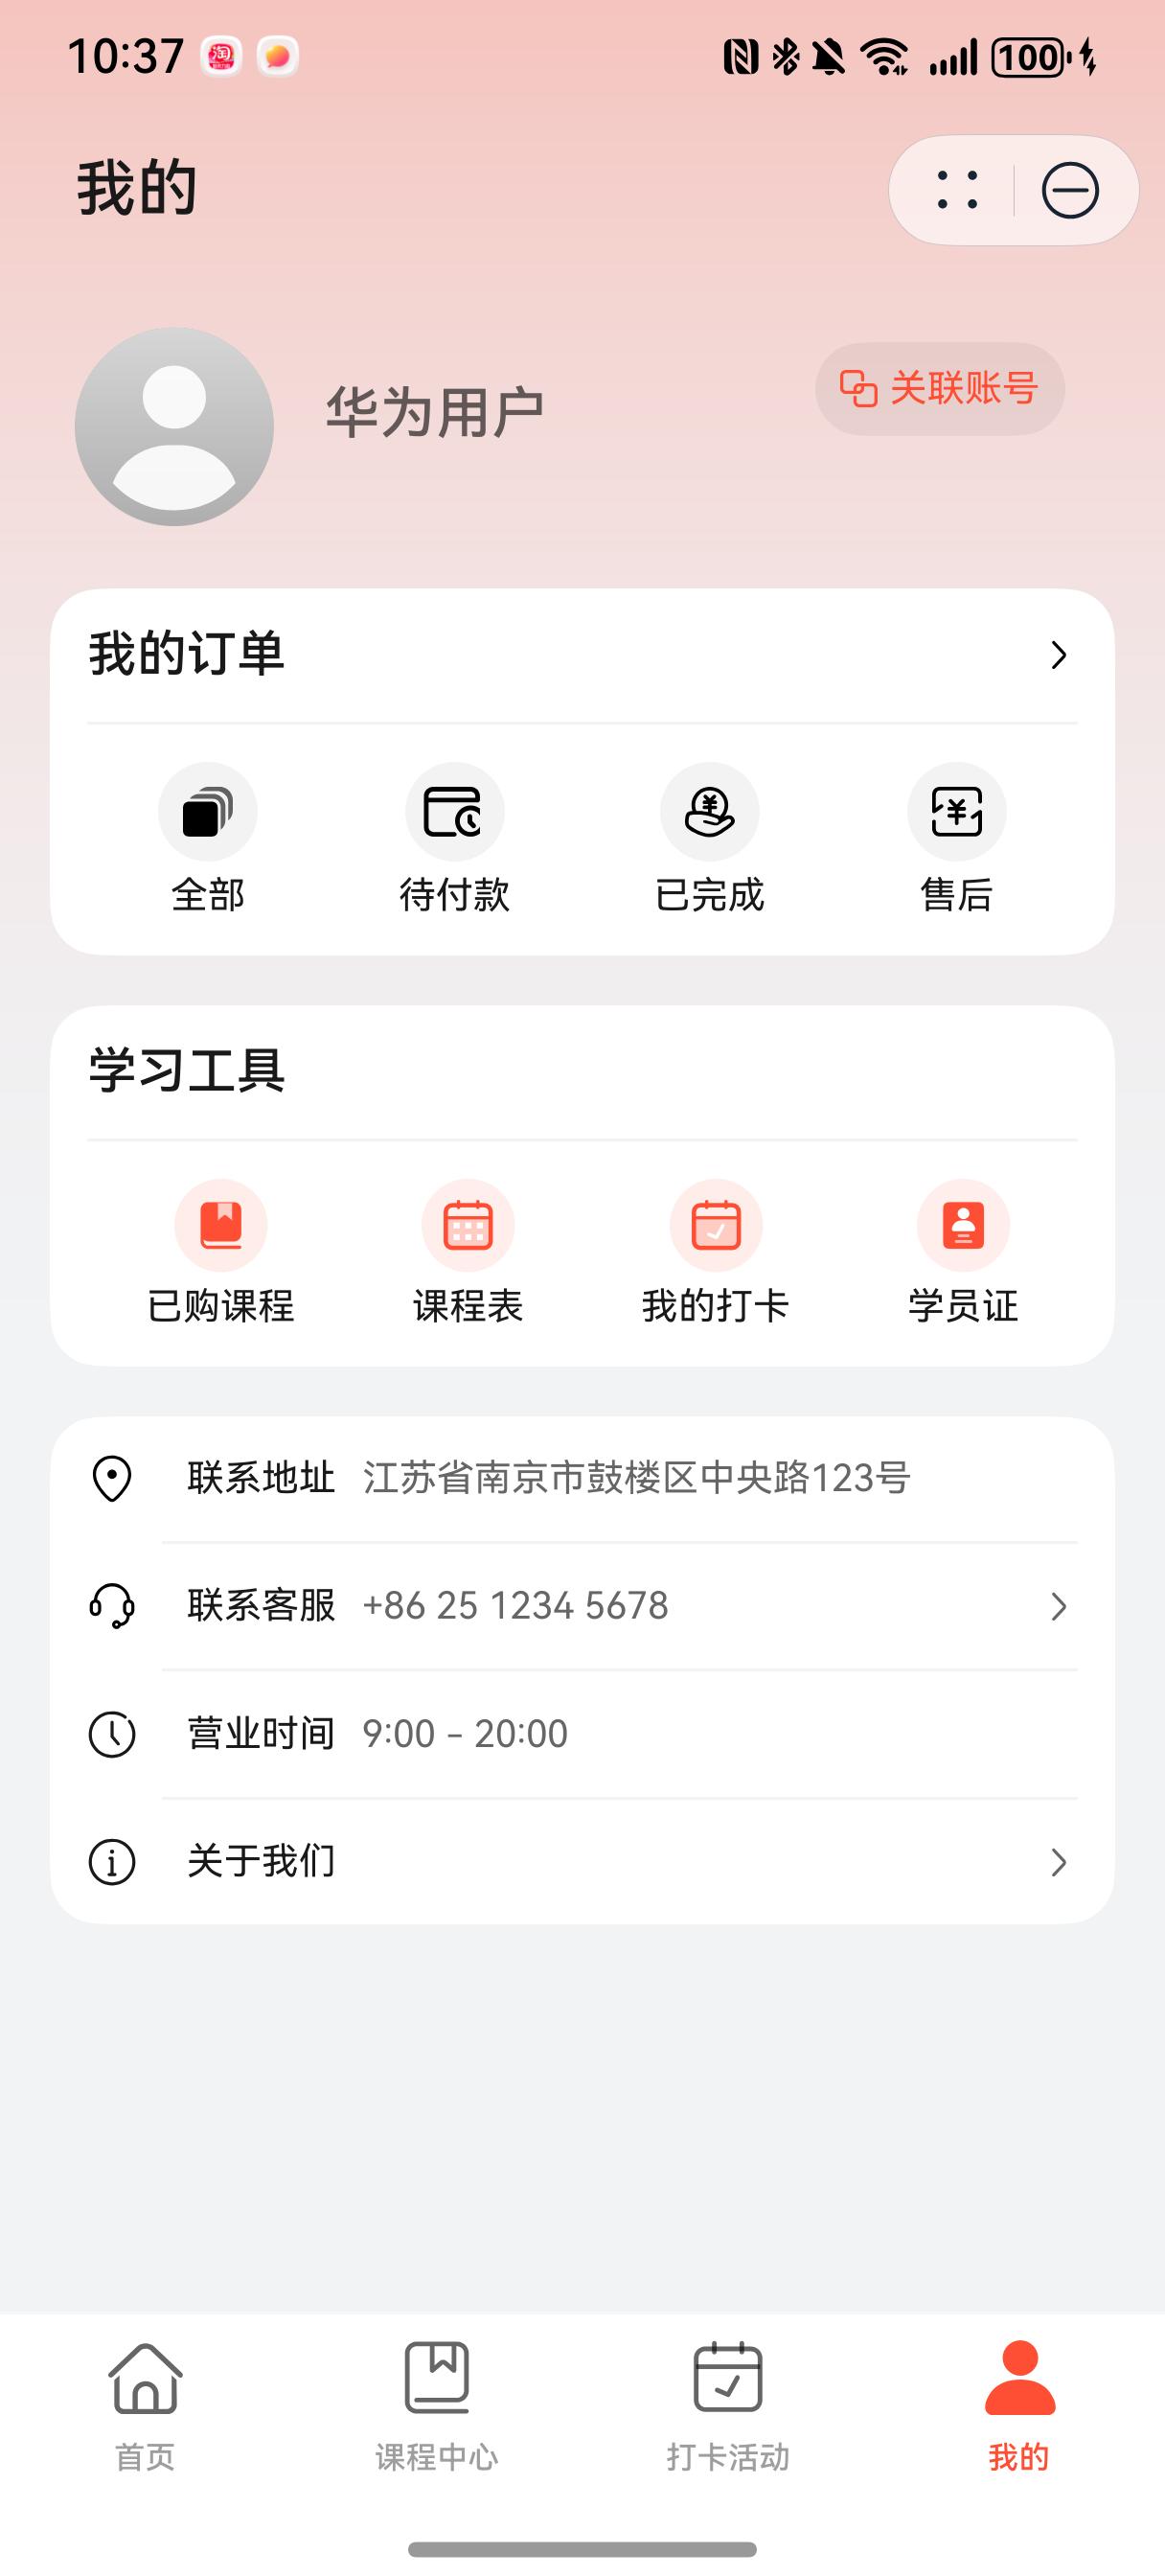 10:37
100
我的
华为用户
关联账号
我的订单
全部
待付款
已完成
售后
学习工具
已购课程
课程表
我的打卡
学员证
联系地址 江苏省南京市鼓楼区中央路123号
联系客服 +86 25 1234 5678
营业时间 9:00 - 20:00
关于我们
首页
课程中心
打卡活动
我的